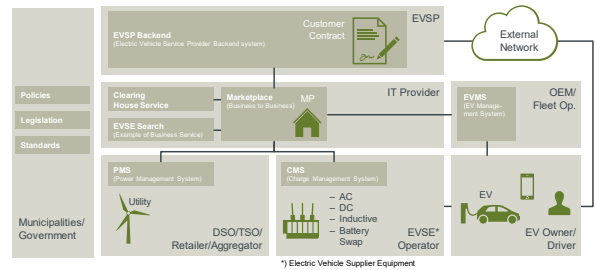 EVSP Backend
(Electric Vehicle Service Provider Backend system)
Customer
Contract
EVSP
External
Network
Policies
Legislation
Standards
Municipalities/
Government
Clearing
House Service
EVSE Search
(Example of Business Service)
Marketplace
(Business to Business)
MP
IT Provider
EVMS
(EV Manage-
ment System)
OEM/
Fleet Op.
PMS
(Power Management System)
Utility
DSO/TSO/
Retailer/Aggregator
CMS
(Charge Management System)
– AC
– DC
– Inductive
– Battery
Swap
EVSE*
Operator
EV
EV Owner/
Driver
*) Electric Vehicle Supplier Equipment